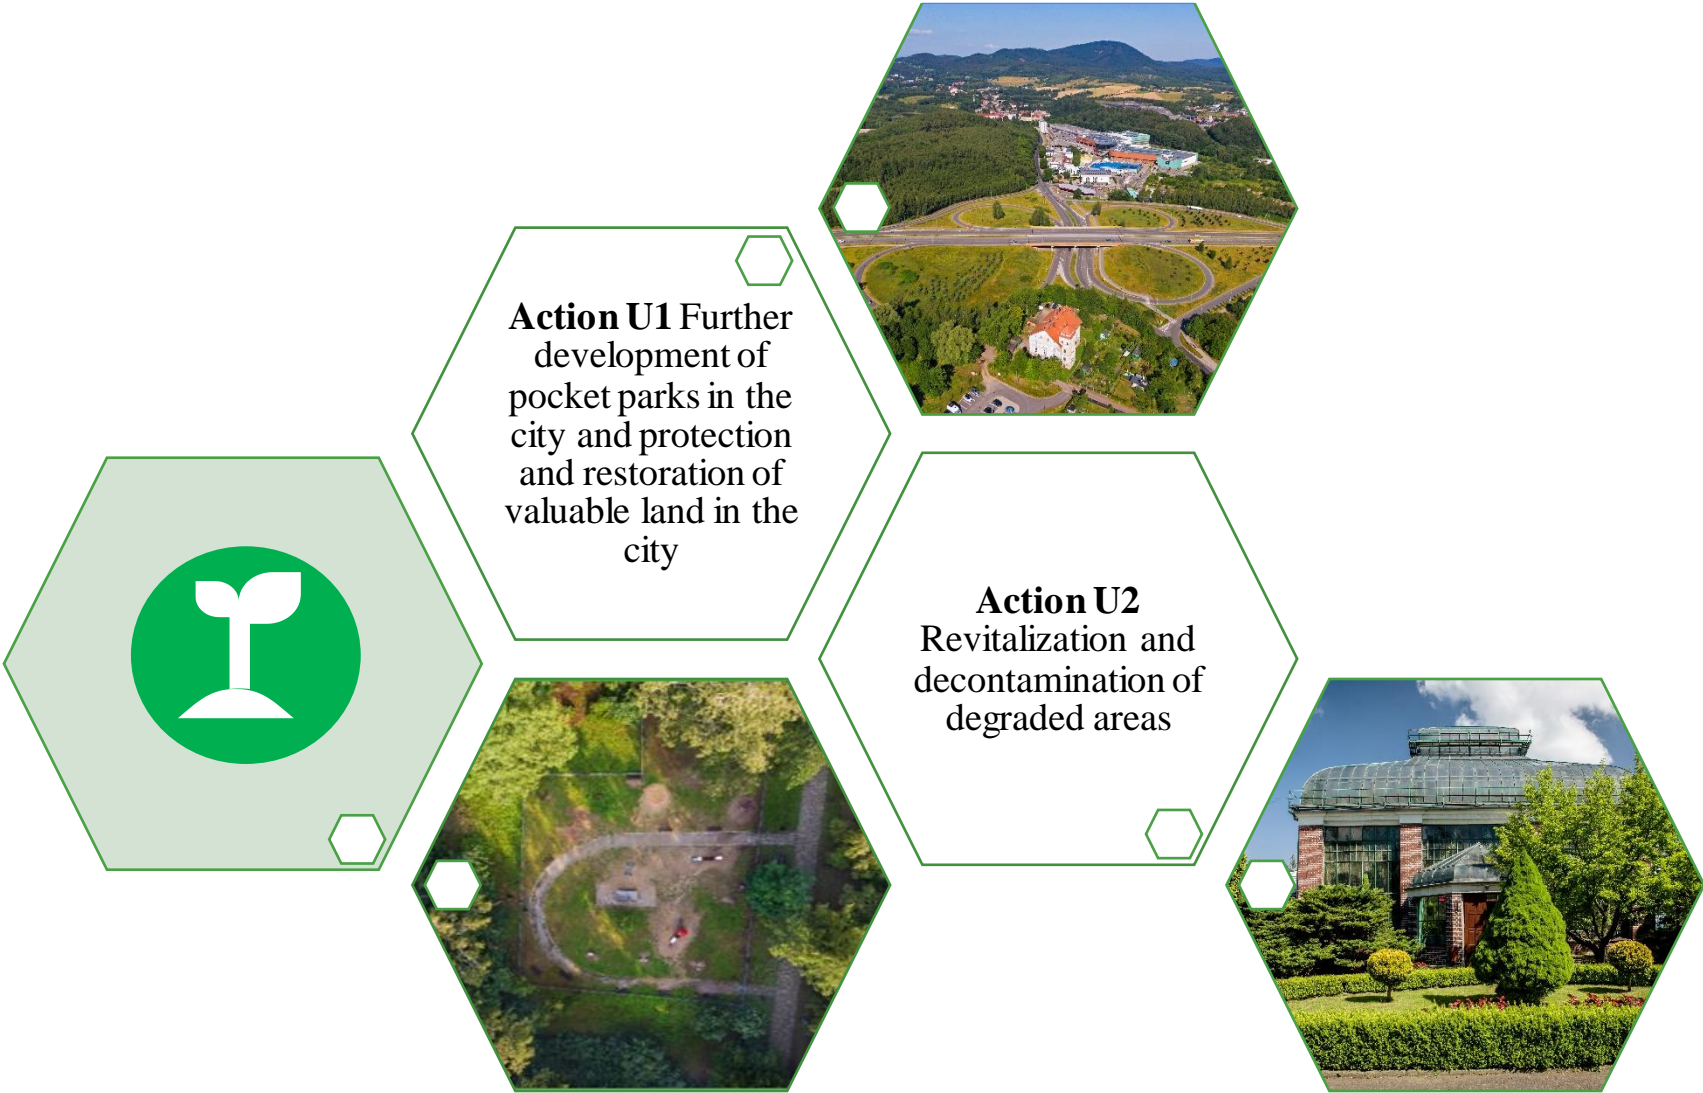 Action U1 Further
development of
pocket parks in the
city and protection
and restoration of
valuable land in the
city
Action U2
Revitalization and
decontamination of
degraded areas